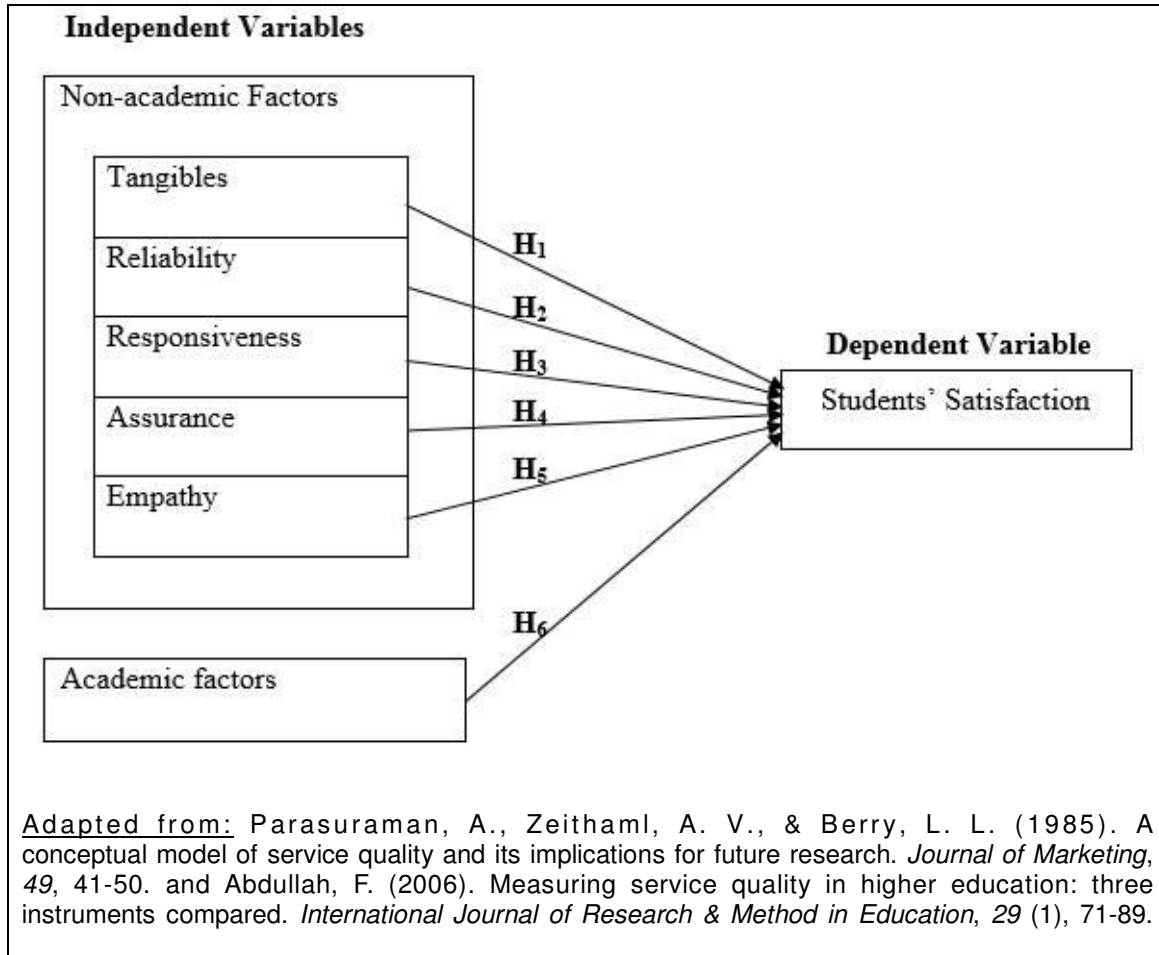 Independent Variables
Non-academic Factors
Tangibles
Reliability
Responsiveness
Assurance
Empathy
Academic factors
H1
H2
H3
H4
H5
H6
Dependent Variable
Students' Satisfaction
Adapted from: Parasuraman, A., Zeithaml, A. V., & Berry, L. L. (1985). A
conceptual model of service quality and its implications for future research. Journal of Marketing,
49, 41-50. and Abdullah, F. (2006). Measuring service quality in higher education: three
instruments compared. International Journal of Research & Method in Education, 29 (1), 71-89.